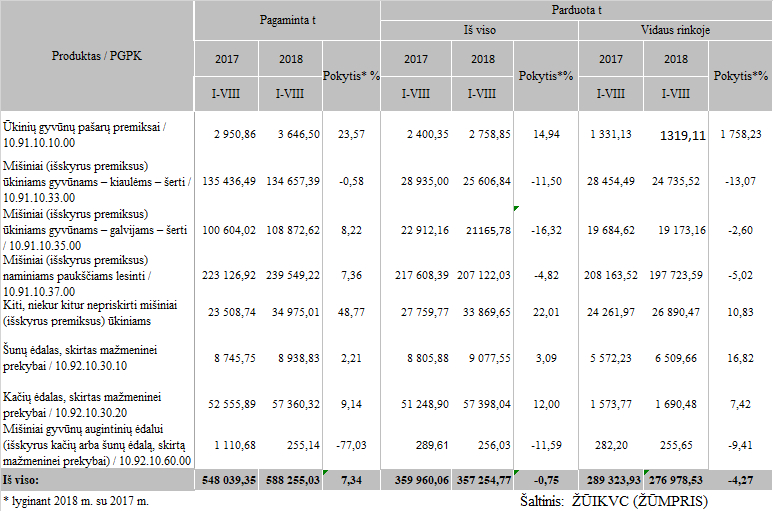 Produktas / PGPK
Pagaminta t
Parduota t
Iš viso
Vidaus rinkoje
2017 2018 Pokytis* % 2017 2018 Pokytis*% 2017 2018 Pokytis*%
I-VIII I-VIII I-VIII I-VIII I-VIII I-VIII
Ūkinių gyvūnų pašarų premiksai /
10.91.10.10.00 2 950,86 3 646,50 23,57 2 400,35 2 758,85 14,94 1 331,13 1319,11 1 758,23
Mišiniai (išskyrus premiksus)
ūkiniams gyvūnams – kiaulėms – šerti / 135 436,49 134 657,39 -0,58 28 935,00 25 606,84 -11,50 28 454,49 24 735,52 -13,07
10.91.10.33.00
Mišiniai (išskyrus premiksus)
ūkiniams gyvūnams – galvijams – šerti 100 604,02 108 872,62 8,22 22 912,16 21165,78 -16,32 19 684,62 19 173,16 -2,60
/ 10.91.10.35.00
Mišiniai (išskyrus premiksus)
naminiams paukščiams lesinti / 223 126,92 239 549,22 7,36 217 608,39 207 122,03 -4,82 208 163,52 197 723,59 -5,02
10.91.10.37.00
Kiti, niekur kitur nepriskirti mišiniai
(išskyrus premiksus) ūkiniams 23 508,74 34 975,01 48,77 27 759,77 33 869,65 22,01 24 261,97 26 890,47 10,83
Šunų ėdalas, skirtas mažmeninei
prekybai / 10.92.10.30.10 8 745,75 8 938,83 2,21 8 805,88 9 077,55 3,09 5 572,23 6 509,66 16,82
Kačių ėdalas, skirtas mažmeninei
prekybai / 10.92.10.30.20 52 555,89 57 360,32 9,14 51 248,90 57 398,04 12,00 1 573,77 1 690,48 7,42
Mišiniai gyvūnų augintinių ėdalui
(išskyrus kačių arba šunų ėdalą, skirtą 1 110,68 255,14 -77,03 289,61 256,03 -11,59 282,20 255,65 -9,41
mažmeninei prekybai) / 10.92.10.60.00
Iš viso: 548 039,35 588 255,03 7,34 359 960,06 357 254,77 -0,75 289 323,93 276 978,53 -4,27
* lyginant 2018 m. su 2017 m. Šaltinis: ŽŪIKVC (ŽŪMPRIS)